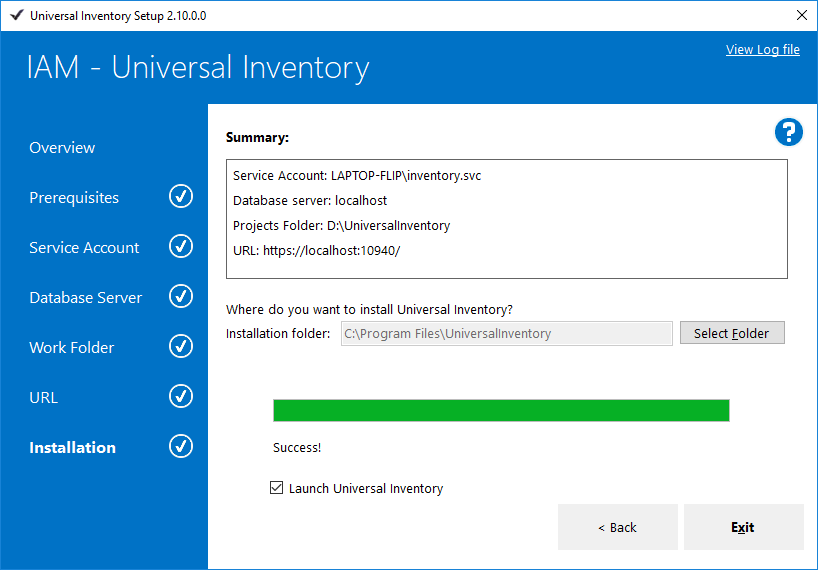 Universal Inventory Setup 2.10.0.0
View Log file
IAM - Universal Inventory
Overview
Prerequisites
Service Account
Database Server
Work Folder
URL
Installation
Summary:
?
Service Account: LAPTOP-FLIP\inventory.svc
Database server: localhost
Projects Folder: D:\UniversalInventory
URL: https://localhost:10940/
Where do you want to install Universal Inventory?
Installation folder: C:\Program Files\UniversalInventory Select Folder
Success!
Launch Universal Inventory
< Back Exit